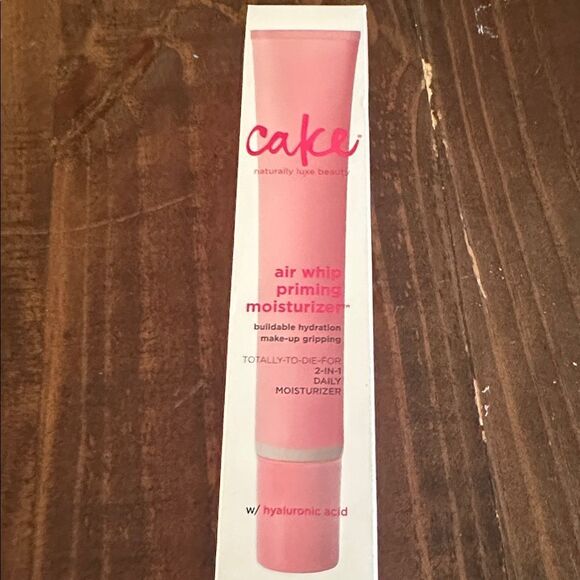 cake®
naturally luxe beauty
air whip
priming
moisturizer™
buildable hydration
make-up gripping
TOTALLY-TO-DIE-FOR
2-IN-1
DAILY
MOISTURIZER
w/ hyaluronic acid